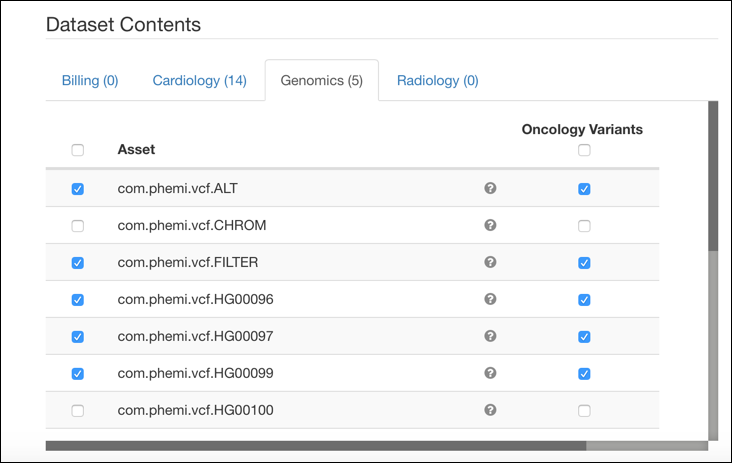 Dataset Contents
Billing (0) Cardiology (14) Genomics (5) Radiology (0)
Asset Oncology Variants
com.phemi.vcf.ALT ?
com.phemi.vcf.CHROM ?
com.phemi.vcf.FILTER ?
com.phemi.vcf.HG00096 ?
com.phemi.vcf.HG00097 ?
com.phemi.vcf.HG00099 ?
com.phemi.vcf.HG00100 ?